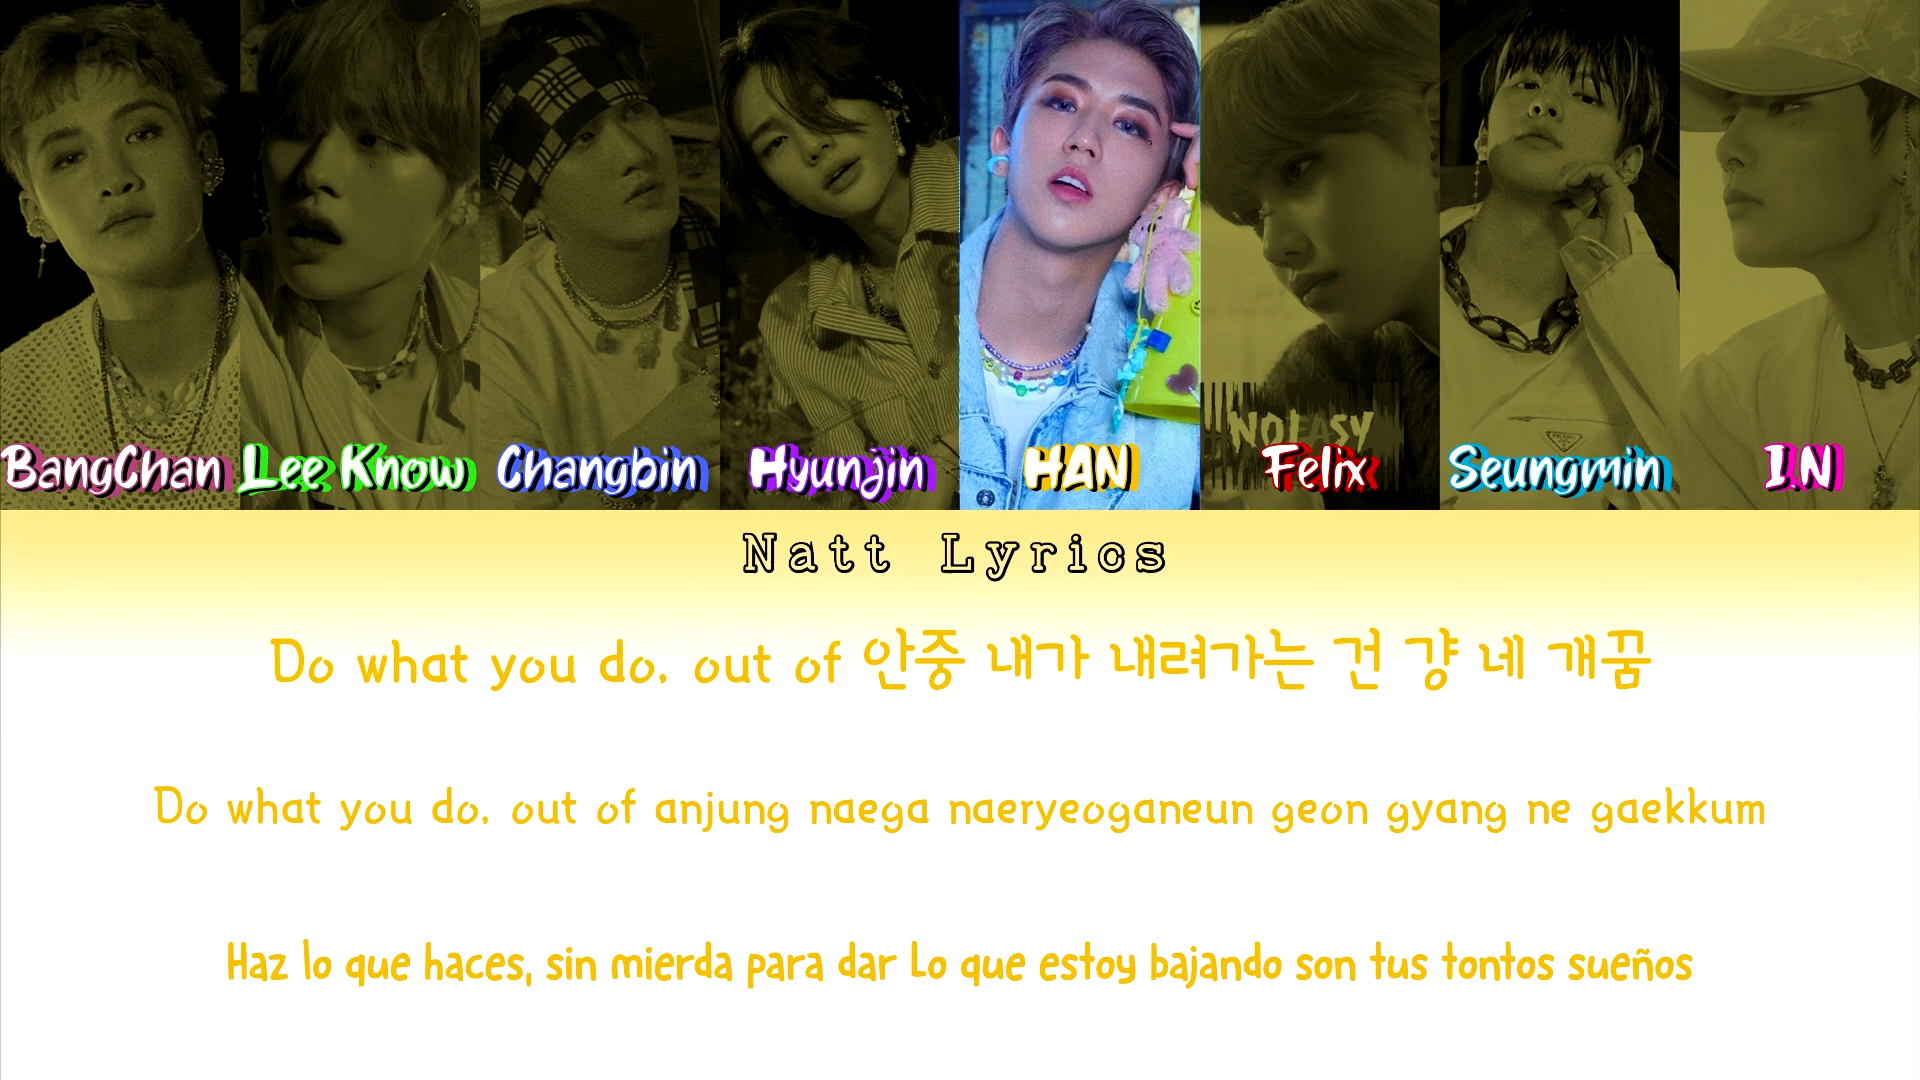 NOEASY
BangChan Lee Know Changbin Hyunjin HAN Felix Seungmin I.N
Natt Lyrics
Do what you do, out of 안중 내가 내려가는 건 걍 네 개꿈
Do what you do, out of anjung naega naeryeoganeun geon gyang ne gaekkum
Haz lo que haces, sin mierda para dar Lo que estoy bajando son tus tontos sueños